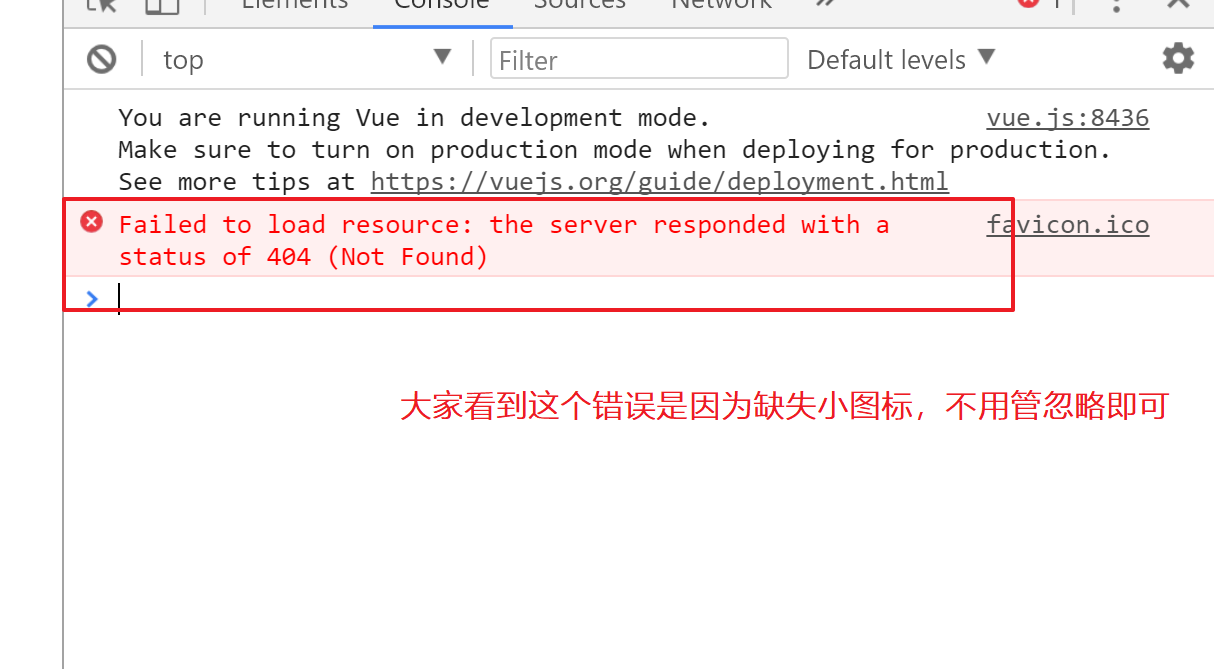 Elements Console Sources Network » 1
top Filter Default levels
You are running Vue in development mode. vue.js:8436
Make sure to turn on production mode when deploying for production.
See more tips at https://vuejs.org/guide/deployment.html
Failed to load resource: the server responded with a favicon.ico
status of 404 (Not Found)
大家看到这个错误是因为缺失小图标，不用管忽略即可